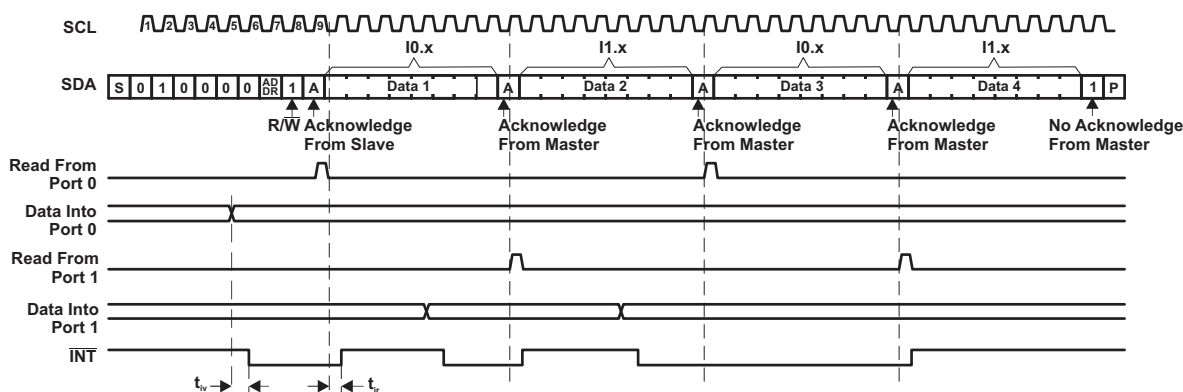 SCL
1 2 3 4 5 6 7 8 9
I0.x I1.x I0.x I1.x
SDA
S 0 1 0 0 0 0 AD DR 1 A Data 1 A Data 2 A Data 3 A Data 4 1 P
R/W Acknowledge From Slave
Acknowledge From Master
Acknowledge From Master
Acknowledge From Master
No Acknowledge From Master
Read From
Port 0
Data Into
Port 0
Read From
Port 1
Data Into
Port 1
INT
tiv
tir